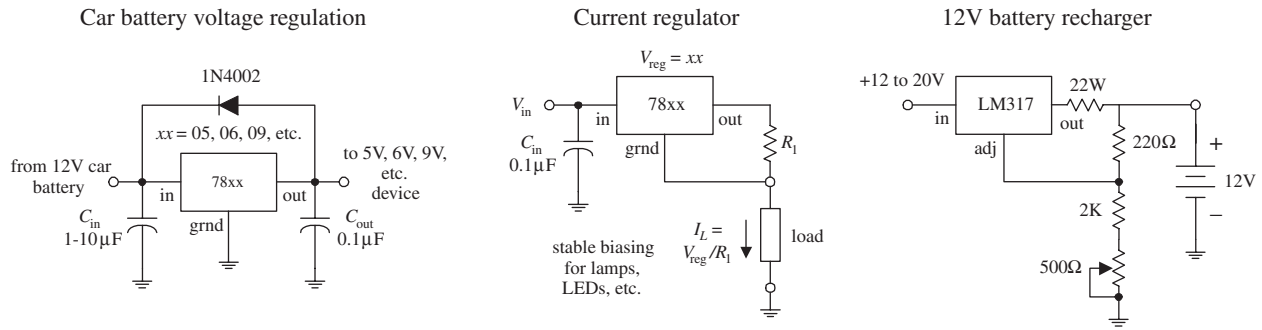 Car battery voltage regulation
1N4002
xx = 05, 06, 09, etc.
from 12V car
battery
in
78xx
out
grnd
to 5V, 6V, 9V,
etc.
device
Cin
1-10μF
Cout
0.1μF
Current regulator
Vreg = xx
Vin
in
78xx
out
grnd
Cin
0.1μF
R1
stable biasing
for lamps,
LEDs, etc.
IL =
Vreg/R1
load
12V battery recharger
+12 to 20V
in
LM317
out
adj
22W
220Ω
2K
500Ω
+
12V
−